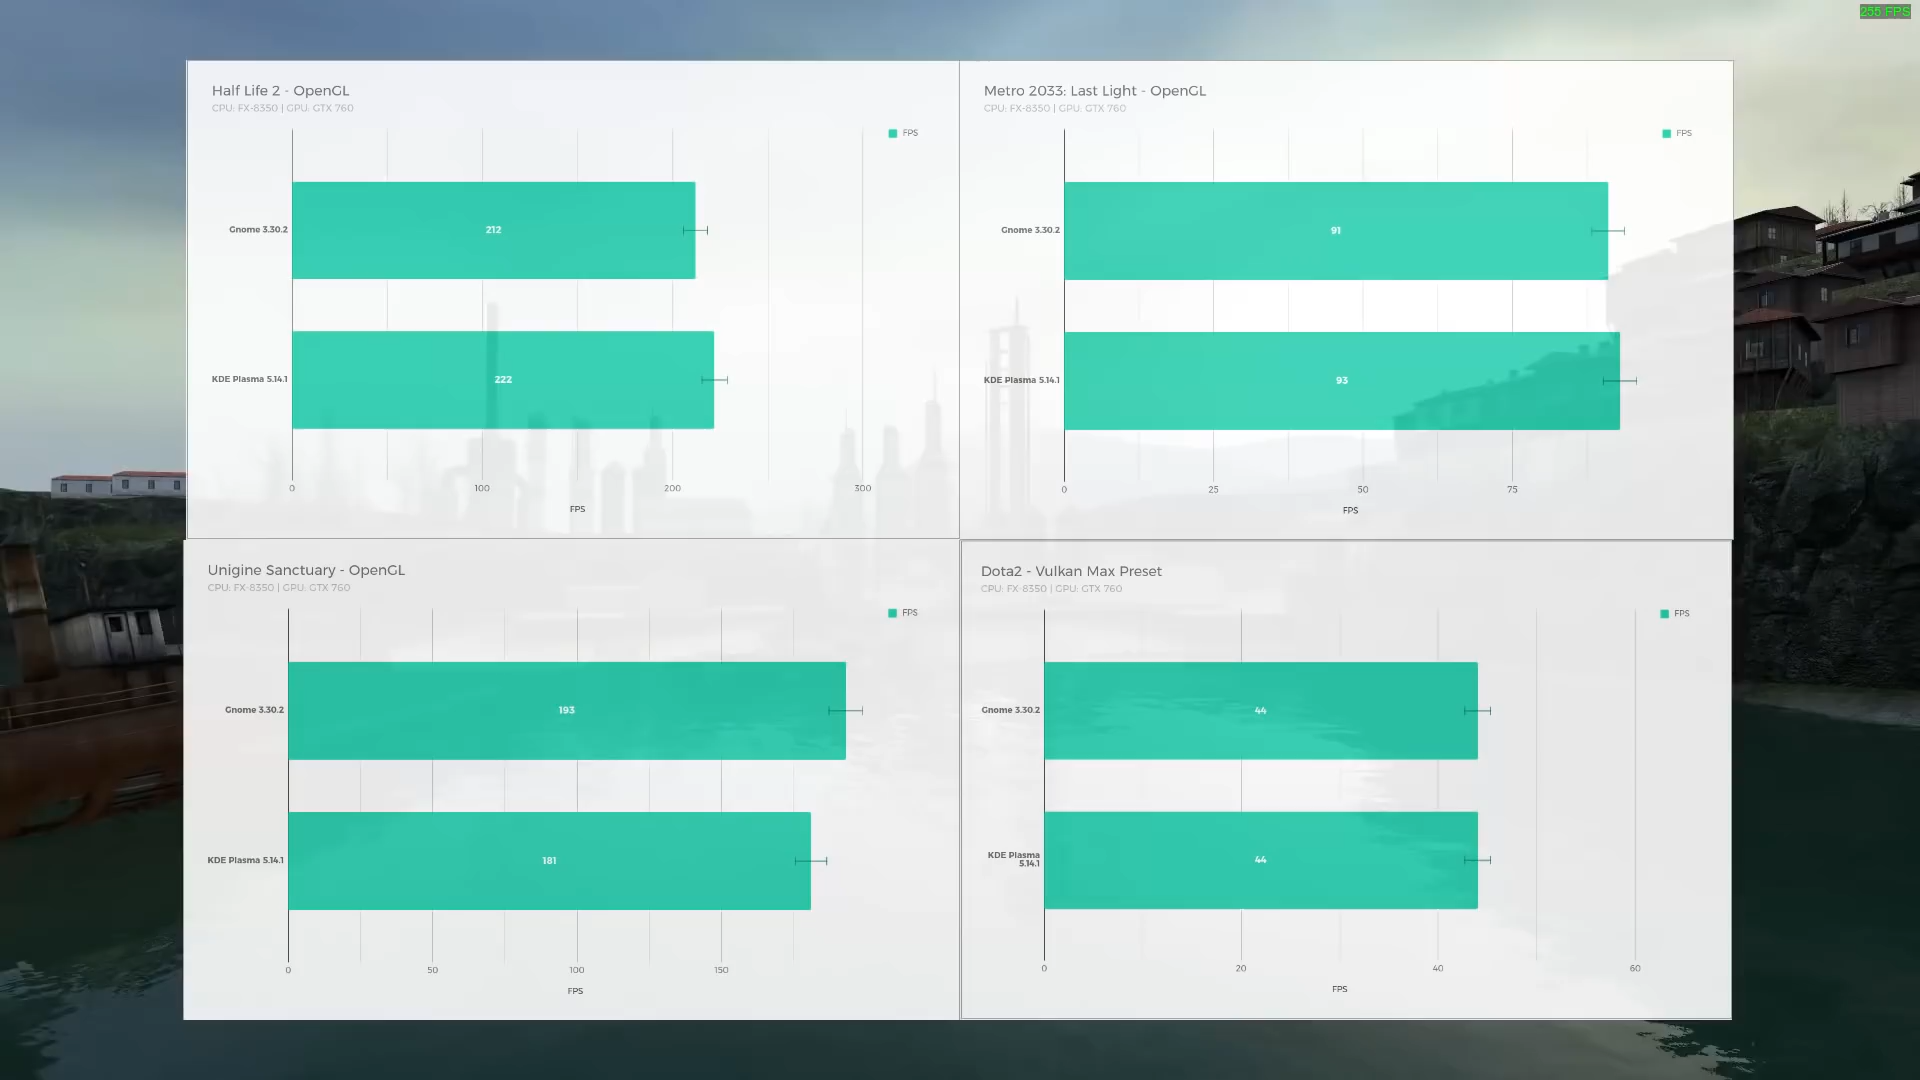 255 FPS
Half Life 2 - OpenGL
CPU: FX-8350 | GPU: GTX 760
FPS
Gnome 3.30.2
212
KDE Plasma 5.14.1
222
0
100
200
300
FPS
Metro 2033: Last Light - OpenGL
CPU: FX-8350 | GPU: GTX 760
FPS
Gnome 3.30.2
91
KDE Plasma 5.14.1
93
0
25
50
75
FPS
Unigine Sanctuary - OpenGL
CPU: FX-8350 | GPU: GTX 760
FPS
Gnome 3.30.2
193
KDE Plasma 5.14.1
181
0
50
100
150
FPS
Dota2 - Vulkan Max Preset
CPU: FX-8350 | GPU: GTX 760
FPS
Gnome 3.30.2
44
KDE Plasma
5.14.1
44
0
20
40
60
FPS